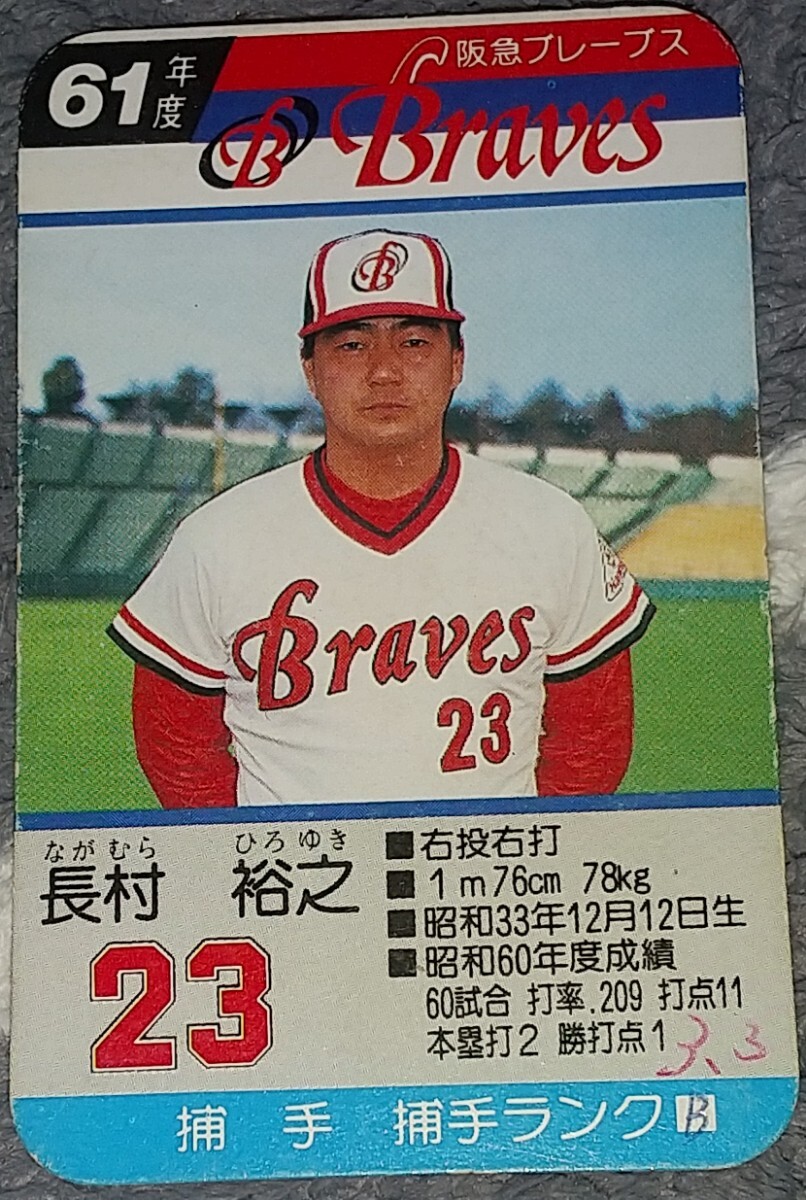 61年度
阪急ブレーブス
B Braves
B
Braves
23
ながむら ひろゆき
長村 裕之
23
■右投右打
■1m76cm 78kg
■昭和33年12月12日生
■昭和60年度成績
60試合 打率.209 打点11
本塁打2 勝打点1
3.3
捕手 捕手ランクB